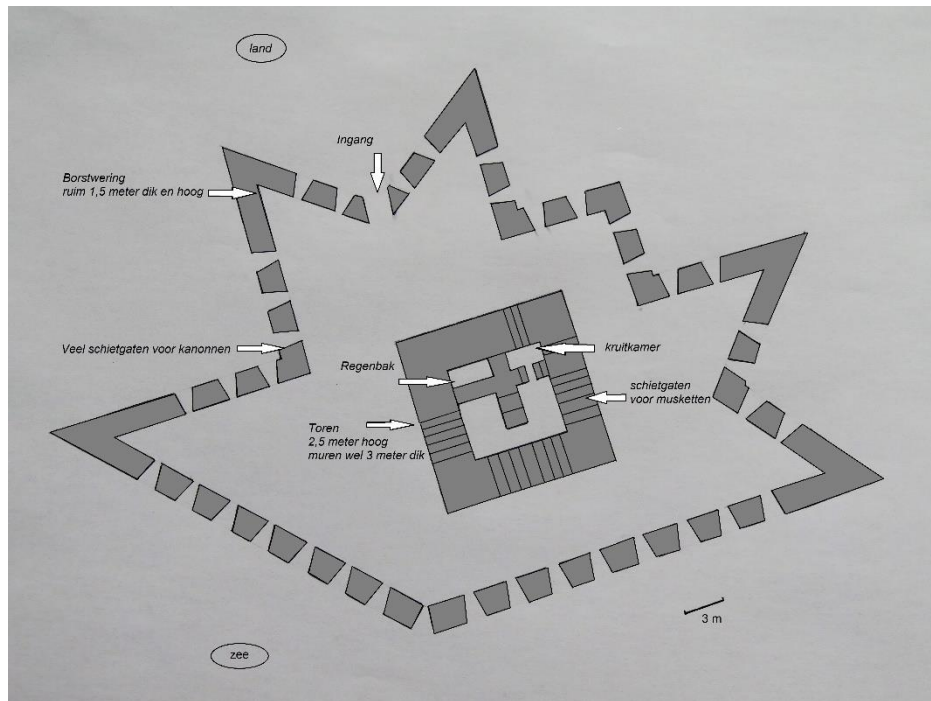 land
Ingang
Borstwering
ruim 1,5 meter dik en hoog
Veel schietgaten voor kanonnen
Regenbak
kruitkamer
schietgaten
voor musketten
Toren
2,5 meter hoog
muren wel 3 meter dik
3 m
zee